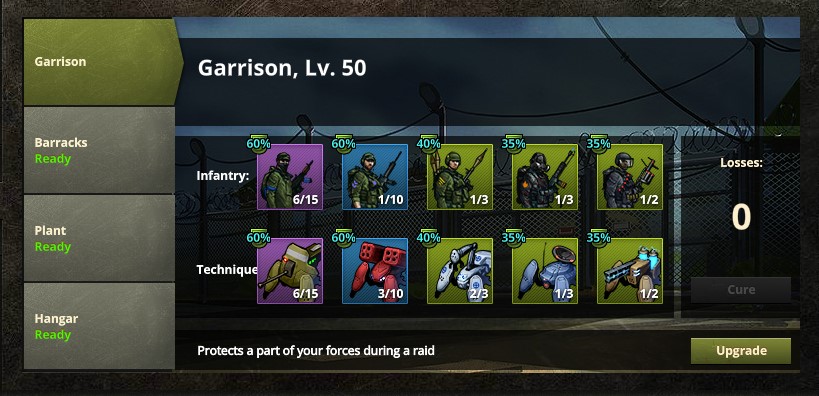 Garrison
Garrison, Lv. 50
Barracks
Ready
Plant
Ready
Hangar
Ready
Infantry:
60% 60% 40% 35% 35%
6/15 1/10 1/3 1/3 1/2
Technique
60% 60% 40% 35% 35%
6/15 3/10 2/3 1/3 1/2
Losses:
0
Cure
Protects a part of your forces during a raid
Upgrade